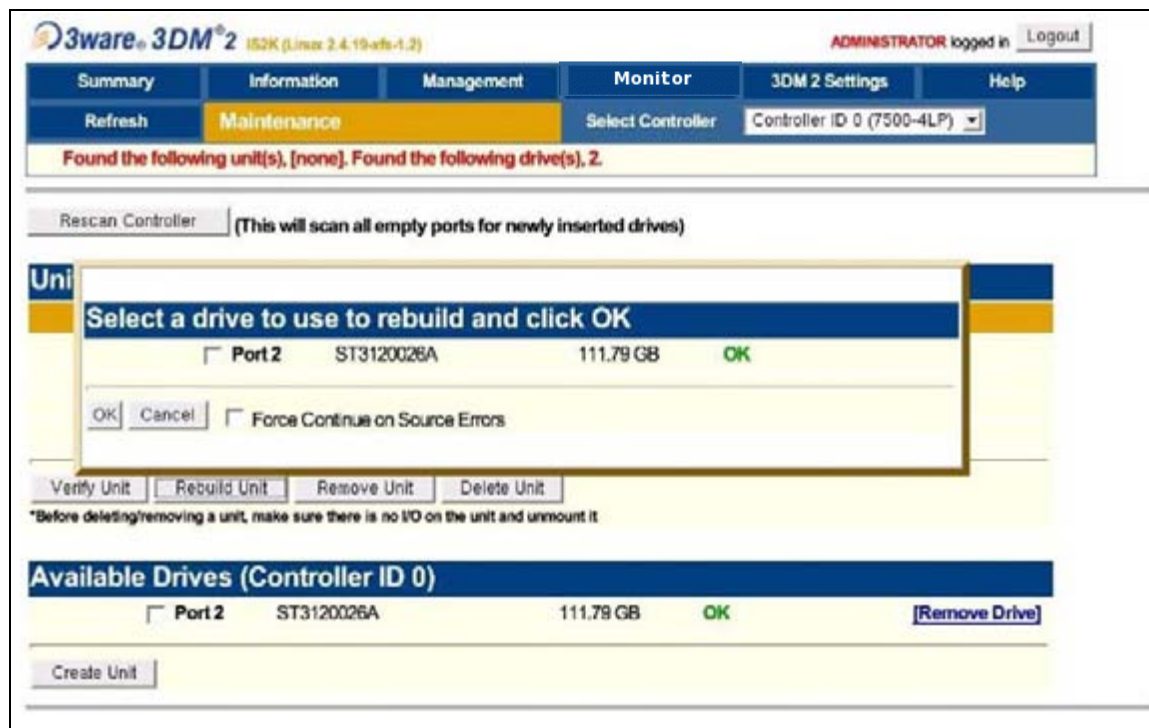 3ware® 3DM®2 IS2K (Linux 2.4.19-xfs-1.2) ADMINISTRATOR logged in Logout
Summary Information Management Monitor 3DM 2 Settings Help
Refresh Maintenance Select Controller Controller ID 0 (7500-4LP)
Found the following unit(s), [none]. Found the following drive(s), 2.
Rescan Controller (This will scan all empty ports for newly inserted drives)
Uni
Select a drive to use to rebuild and click OK
Port 2 ST3120026A 111.79 GB OK
OK Cancel Force Continue on Source Errors
Verify Unit Rebuild Unit Remove Unit Delete Unit
*Before deleting/removing a unit, make sure there is no I/O on the unit and unmount it
Available Drives (Controller ID 0)
Port 2 ST3120026A 111.79 GB OK [Remove Drive]
Create Unit